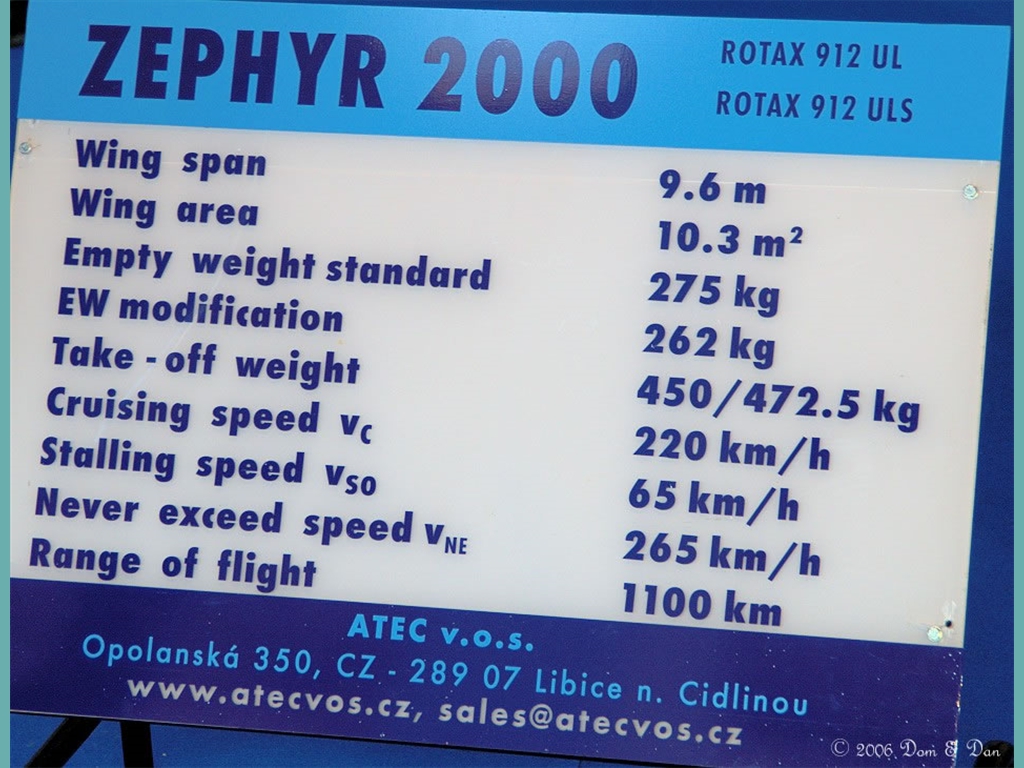 ZEPHYR 2000
ROTAX 912 UL
ROTAX 912 ULS
Wing span 9.6 m
Wing area 10.3 m²
Empty weight standard 275 kg
EW modification 262 kg
Take - off weight 450/472.5 kg
Cruising speed vC 220 km/h
Stalling speed vSO 65 km/h
Never exceed speed vNE 265 km/h
Range of flight 1100 km
ATEC v.o.s.
Opolanská 350, CZ - 289 07 Libice n. Cidlinou
www.atecvos.cz, sales@atecvos.cz
© 2006 Dom & Dan